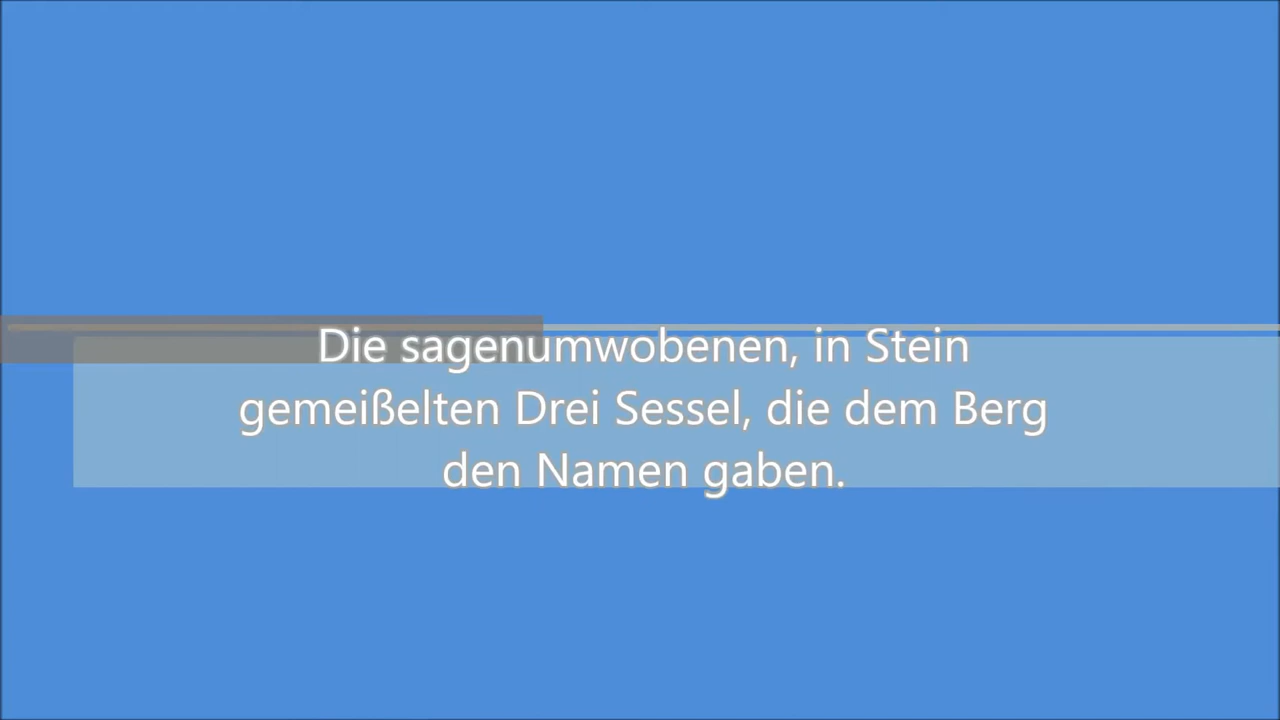 Die sagenumwobenen, in Stein
gemeißelten Drei Sessel, die dem Berg
den Namen gaben.